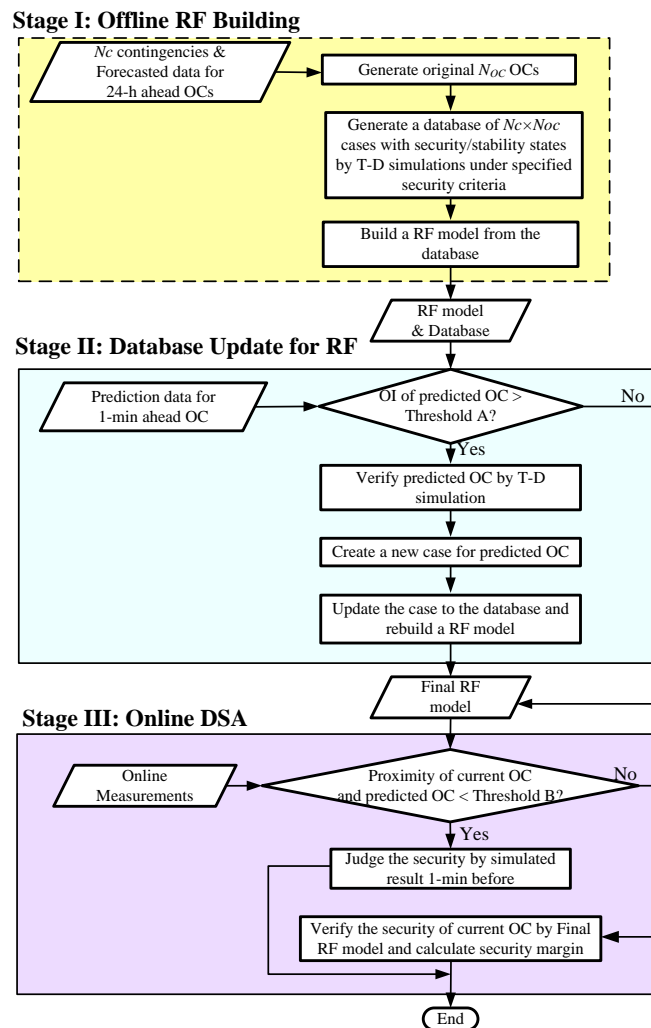 Stage I: Offline RF Building
Nc contingencies &
Forecasted data for
24-h ahead OCs
Generate original NOC OCs
Generate a database of Nc×Noc
cases with security/stability states
by T-D simulations under specified
security criteria
Build a RF model from the
database
RF model
& Database
Stage II: Database Update for RF
Prediction data for
1-min ahead OC
OI of predicted OC >
Threshold A?
No
Yes
Verify predicted OC by T-D
simulation
Create a new case for predicted OC
Update the case to the database and
rebuild a RF model
Final RF
model
Stage III: Online DSA
Online
Measurements
Proximity of current OC
and predicted OC < Threshold B?
No
Yes
Judge the security by simulated
result 1-min before
Verify the security of current OC by Final
RF model and calculate security margin
End